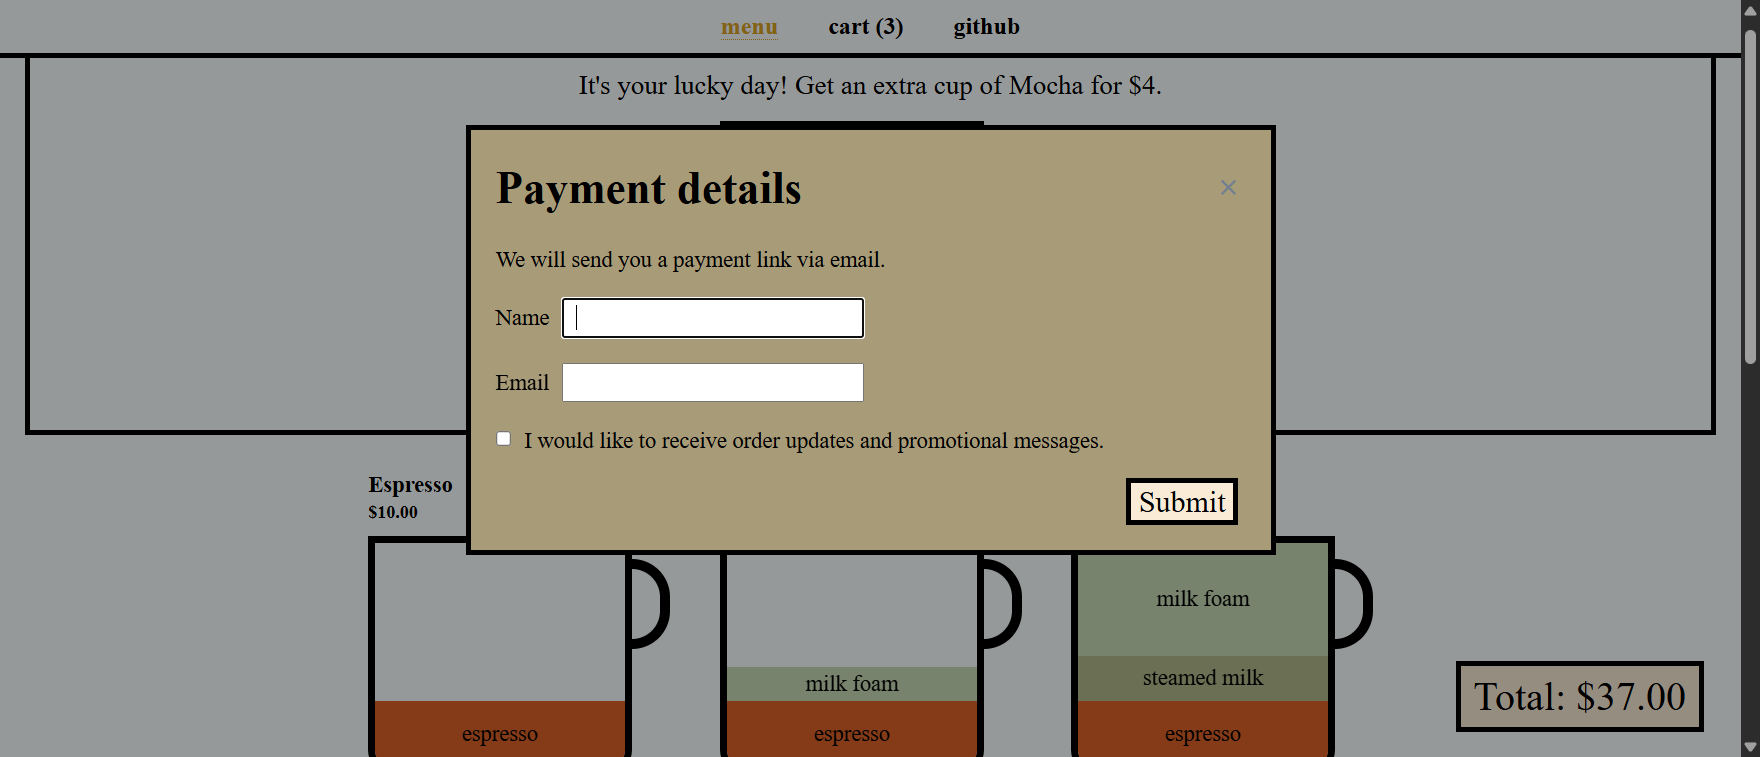 menu cart (3) github
It's your lucky day! Get an extra cup of Mocha for $4.
Payment details
×
We will send you a payment link via email.
Name
Email
I would like to receive order updates and promotional messages.
Submit
Espresso
$10.00
espresso
milk foam
espresso
milk foam
steamed milk
espresso
Total: $37.00